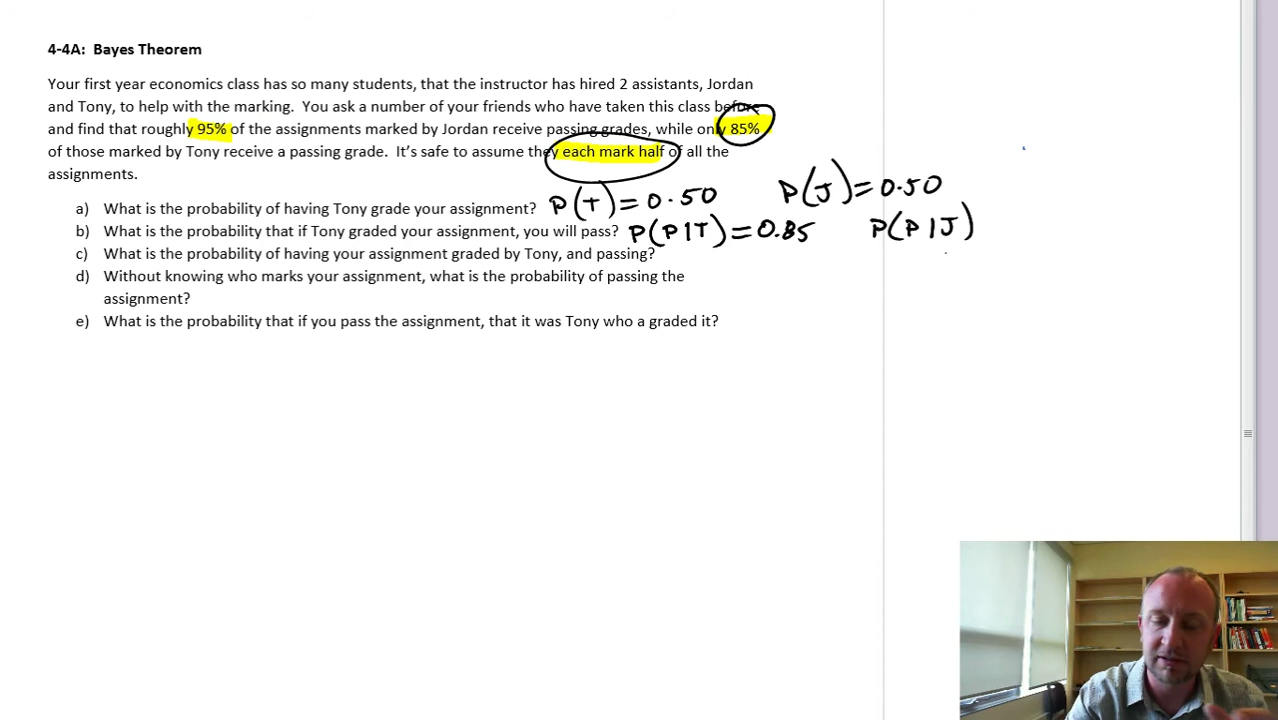 4-4A: Bayes Theorem
Your first year economics class has so many students, that the instructor has hired 2 assistants, Jordan
and Tony, to help with the marking. You ask a number of your friends who have taken this class before
and find that roughly 95% of the assignments marked by Jordan receive passing grades, while only 85%
of those marked by Tony receive a passing grade. It's safe to assume they each mark half of all the
assignments.
a) What is the probability of having Tony grade your assignment? P(T)=0.50 P(J)=0.50
b) What is the probability that if Tony graded your assignment, you will pass? P(P|T)=0.85 P(P|J)
c) What is the probability of having your assignment graded by Tony, and passing?
d) Without knowing who marks your assignment, what is the probability of passing the
assignment?
e) What is the probability that if you pass the assignment, that it was Tony who a graded it?